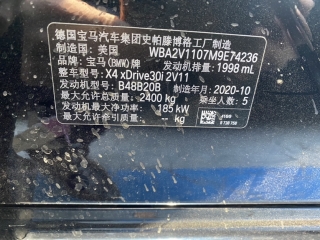 德国宝马汽车集团史帕滕博格工厂制造
制造国: 美国 WBA2V1107M9E74236
品牌: 宝马(BMW)牌 发动机排量: 1998 mL
整车型号: X4 xDrive30i 2V11
发动机型号: B48B20B 制造年月: 2020-10
最大允许总质量: 2400 kg 乘坐人数: 5
发动机最大净功率: 185 kW
最大允许牵引质量: kg